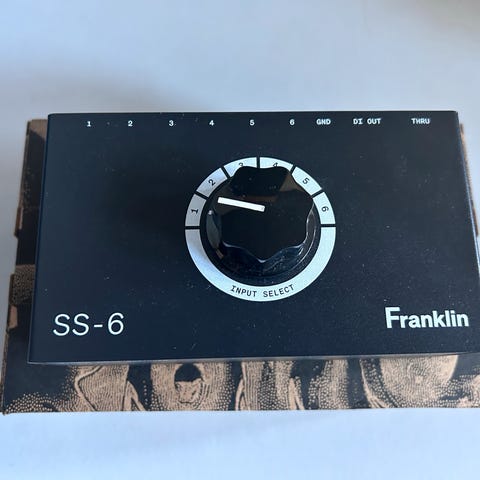 1 2 3 4 5 6 GND DI OUT THRU
1 2 3 4 5 6
INPUT SELECT
SS-6
Franklin